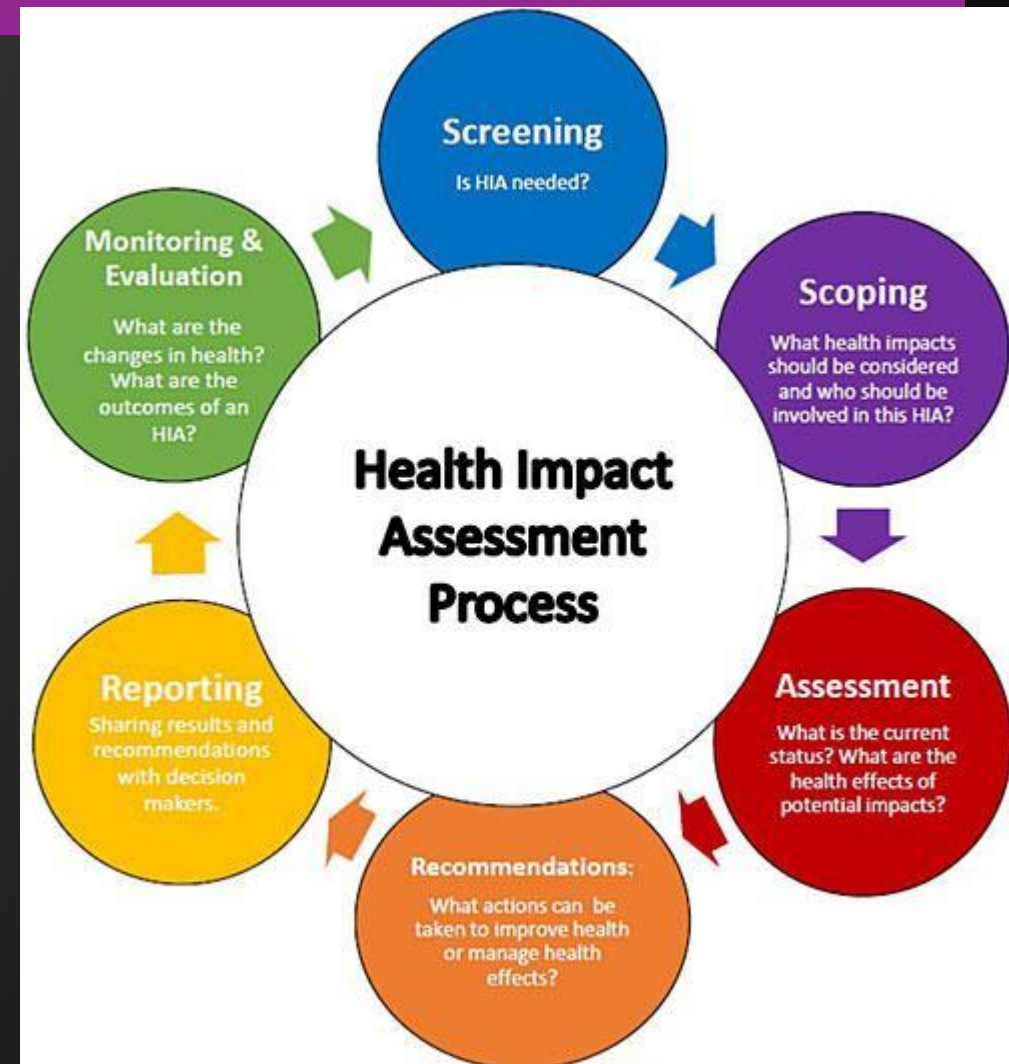 Screening
Is HIA needed?
Scoping
What health impacts
should be considered
and who should be
involved in this HIA?
Assessment
What is the current
status? What are the
health effects of
potential impacts?
Recommendations:
What actions can be
taken to improve health
or manage health
effects?
Reporting
Sharing results and
recommendations
with decision
makers.
Monitoring &
Evaluation
What are the
changes in health?
What are the
outcomes of an
HIA?
Health Impact
Assessment
Process